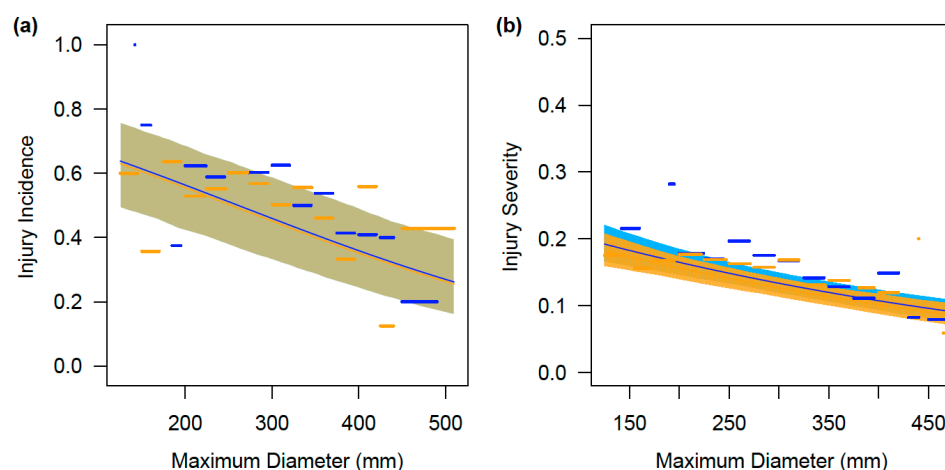 (a)
1.0
0.8
0.6
0.4
0.2
0.0
Injury Incidence
200 300 400 500
Maximum Diameter (mm)
(b)
0.5
0.4
0.3
0.2
0.1
0.0
Injury Severity
150 250 350 450
Maximum Diameter (mm)